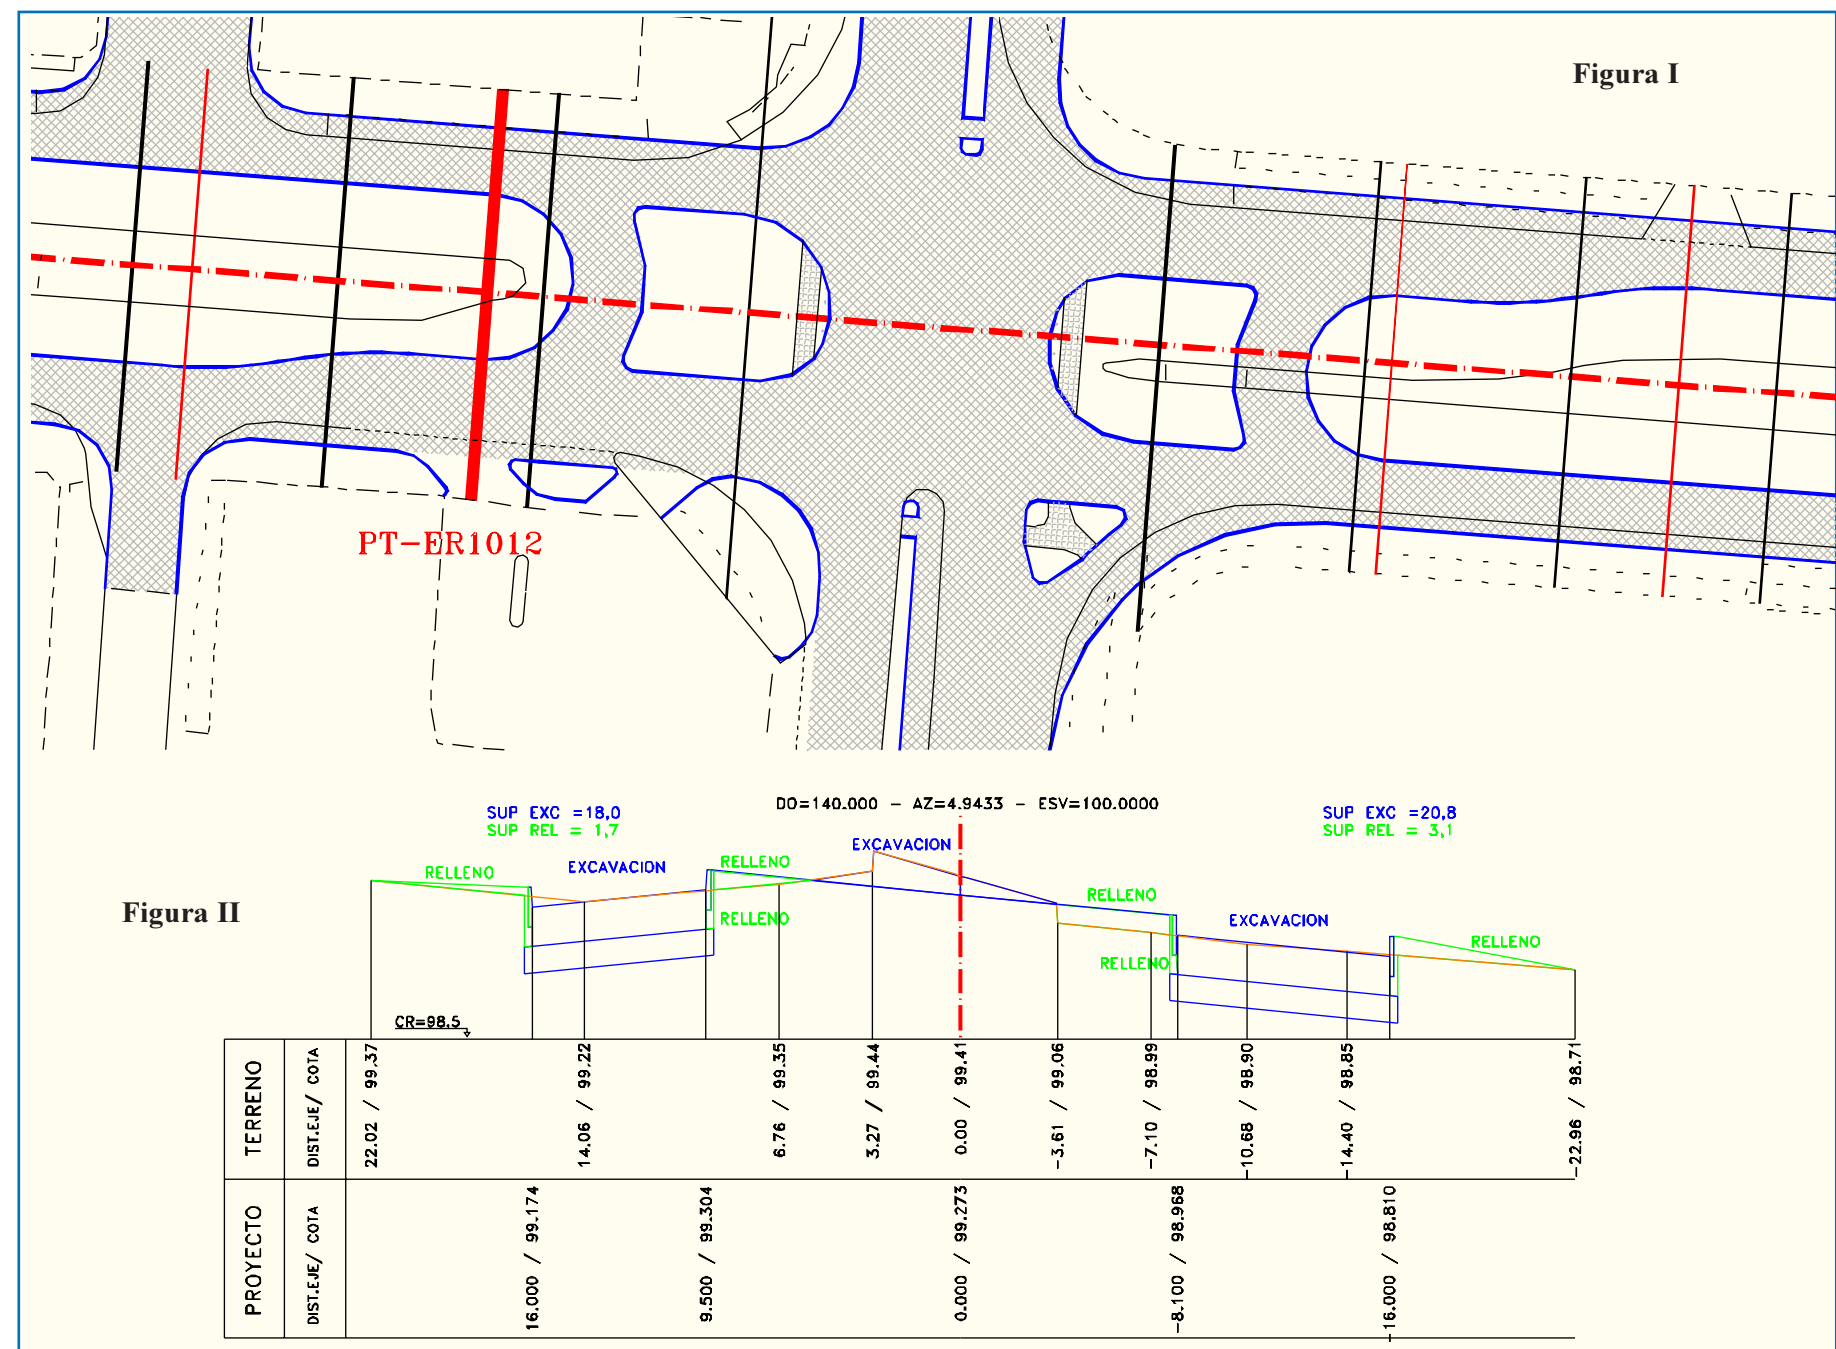 Figura I
PT-ER1012
DO=140.000 - AZ=4.9433 - ESV=100.0000
SUP EXC =18,0
SUP REL = 1,7
SUP EXC =20,8
SUP REL = 3,1
EXCAVACION
RELLENO
EXCAVACION
RELLENO
RELLENO
EXCAVACION
RELLENO
RELLENO
RELLENO
Figura II
CR=98.5
TERRENO
DIST.EJE/ COTA
22.02 / 99.37
14.06 / 99.22
6.76 / 99.35
3.27 / 99.44
0.00 / 99.41
-3.61 / 99.06
-7.10 / 98.99
-10.68 / 98.90
-14.40 / 98.85
-22.96 / 98.71
PROYECTO
DIST.EJE/ COTA
16.000 / 99.174
9.500 / 99.304
0.000 / 99.273
-8.100 / 98.968
-16.000 / 98.810